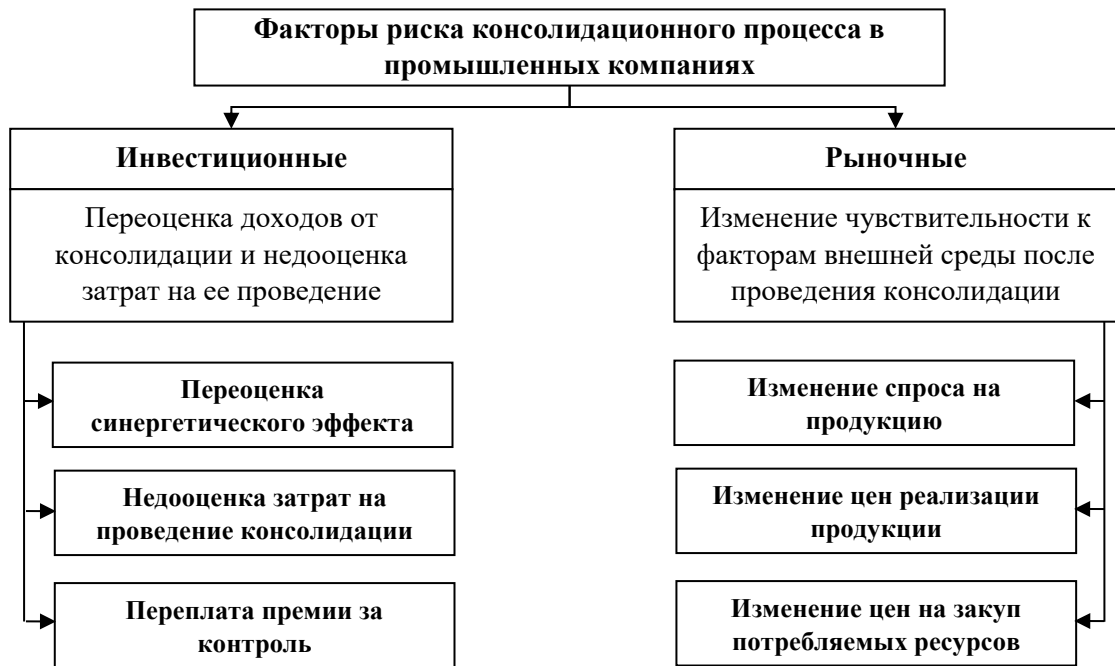 Факторы риска консолидационного процесса в
промышленных компаниях
Инвестиционные
Переоценка доходов от
консолидации и недооценка
затрат на ее проведение
Переоценка
синергетического эффекта
Недооценка затрат на
проведение консолидации
Переплата премии за
контроль
Рыночные
Изменение чувствительности к
факторам внешней среды после
проведения консолидации
Изменение спроса на
продукцию
Изменение цен реализации
продукции
Изменение цен на закуп
потребляемых ресурсов